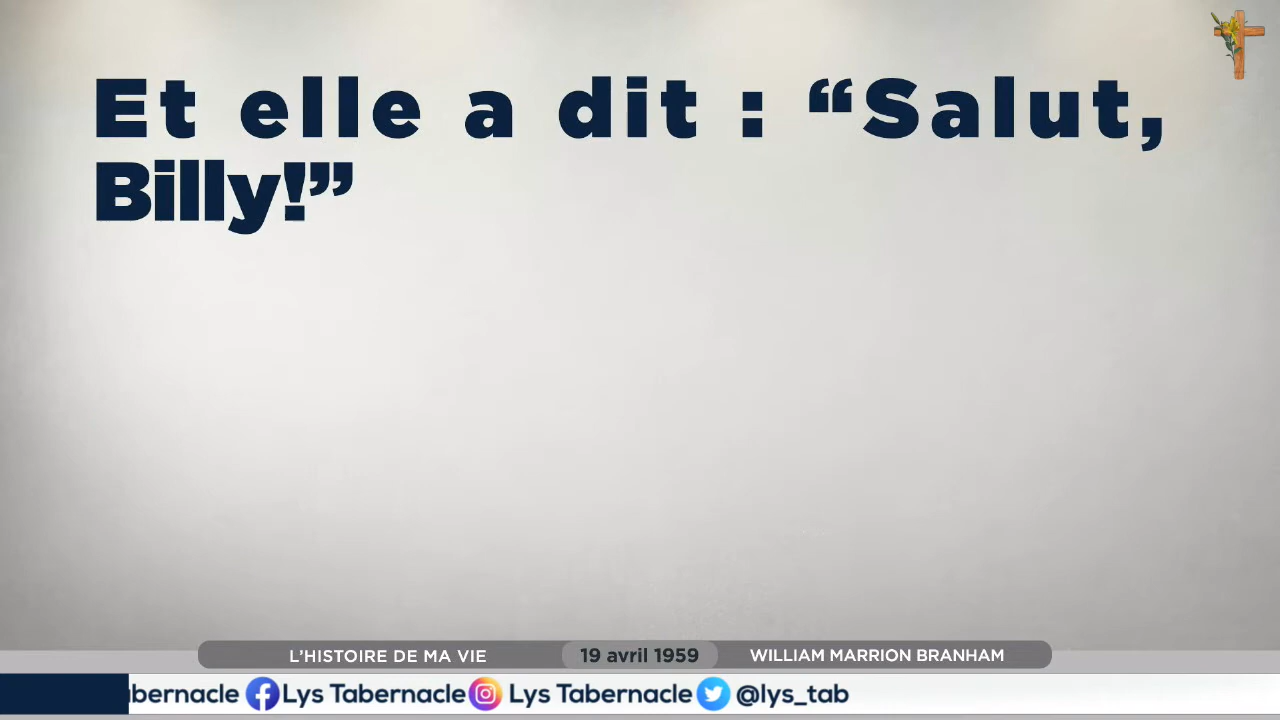 Et elle a dit : “Salut,
Billy!”
L’HISTOIRE DE MA VIE 19 avril 1959 WILLIAM MARRION BRANHAM
abernacle Lys Tabernacle Lys Tabernacle @lys_tab